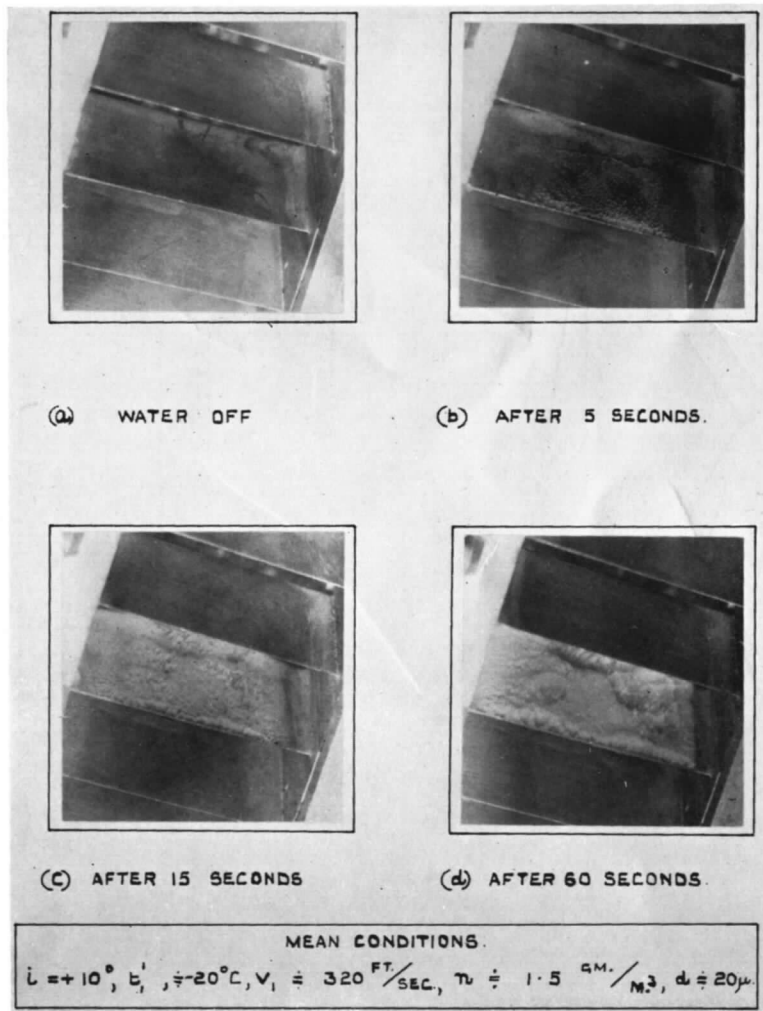 (a) WATER OFF
(b) AFTER 5 SECONDS.
(c) AFTER 15 SECONDS
(d) AFTER 60 SECONDS.
MEAN CONDITIONS.
i = +10°, t₁', ≑ -20°C, V₁ ≑ 320 FT./SEC., n ≑ 1·5 GM./M.³, d ≑ 20μ.